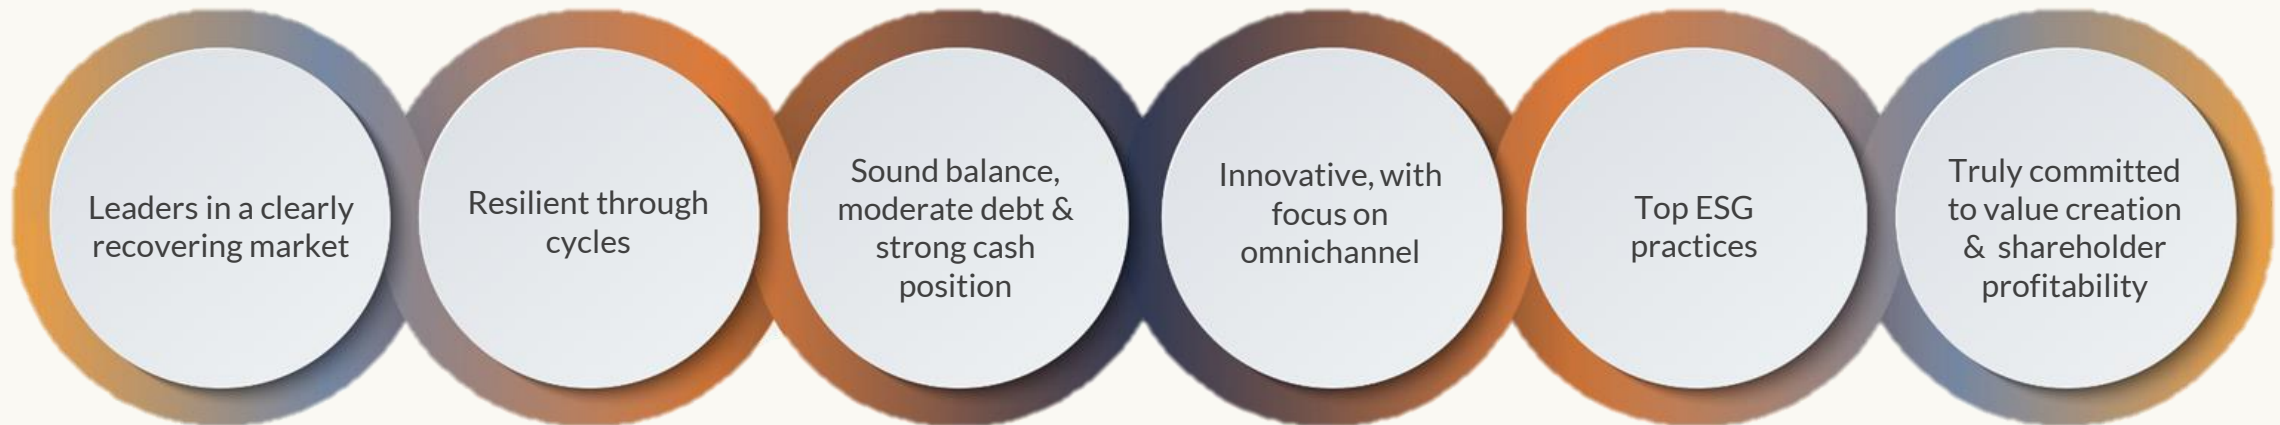 Leaders in a clearly
recovering market
Resilient through
cycles
Sound balance,
moderate debt &
strong cash
position
Innovative, with
focus on
omnichannel
Top ESG
practices
Truly committed
to value creation
& shareholder
profitability